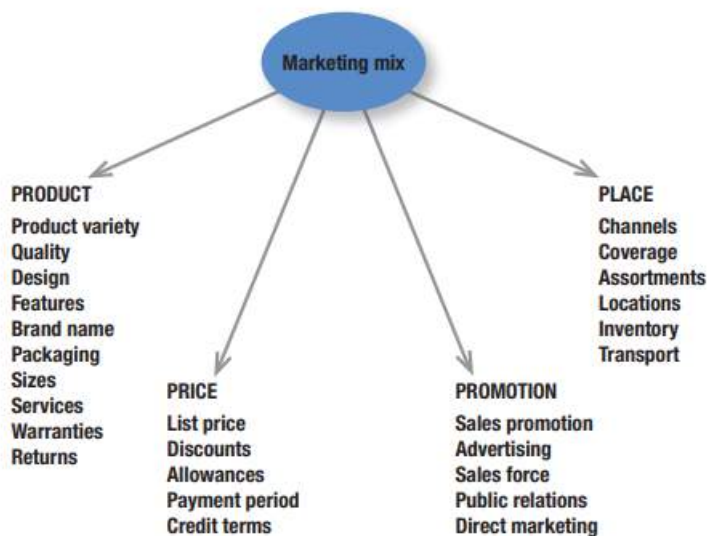 Marketing mix
PRODUCT
Product variety
Quality
Design
Features
Brand name
Packaging
Sizes
Services
Warranties
Returns
PRICE
List price
Discounts
Allowances
Payment period
Credit terms
PROMOTION
Sales promotion
Advertising
Sales force
Public relations
Direct marketing
PLACE
Channels
Coverage
Assortments
Locations
Inventory
Transport